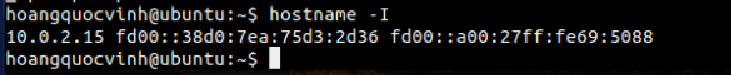 hoangquocvinh@ubuntu:~$ hostname -I
10.0.2.15 fd00::38d0:7ea:75d3:2d36 fd00::a00:27ff:fe69:5088
hoangquocvinh@ubuntu:~$